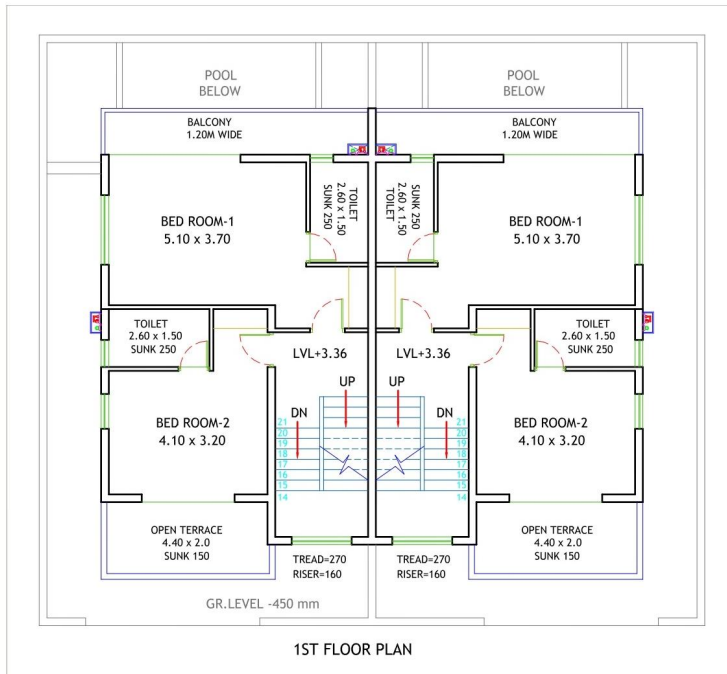 POOL
BELOW
POOL
BELOW
BALCONY
1.20M WIDE
BALCONY
1.20M WIDE
TOILET
2.60 x 1.50
SUNK 250
SUNK 250
2.60 x 1.50
TOILET
BED ROOM-1
5.10 x 3.70
BED ROOM-1
5.10 x 3.70
TOILET
2.60 x 1.50
SUNK 250
TOILET
2.60 x 1.50
SUNK 250
LVL+3.36
LVL+3.36
UP
UP
DN
DN
BED ROOM-2
4.10 x 3.20
BED ROOM-2
4.10 x 3.20
21
20
19
18
17
16
15
14
21
20
19
18
17
16
15
14
OPEN TERRACE
4.40 x 2.0
SUNK 150
OPEN TERRACE
4.40 x 2.0
SUNK 150
TREAD=270
RISER=160
TREAD=270
RISER=160
GR.LEVEL -450 mm
1ST FLOOR PLAN